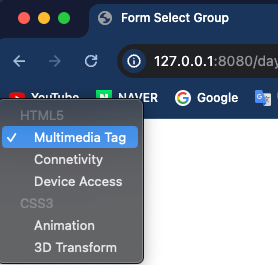 Form Select Group
127.0.0.1:8080/day
YouTube NAVER Google
HTML5
✓ Multimedia Tag
Connetivity
Device Access
CSS3
Animation
3D Transform